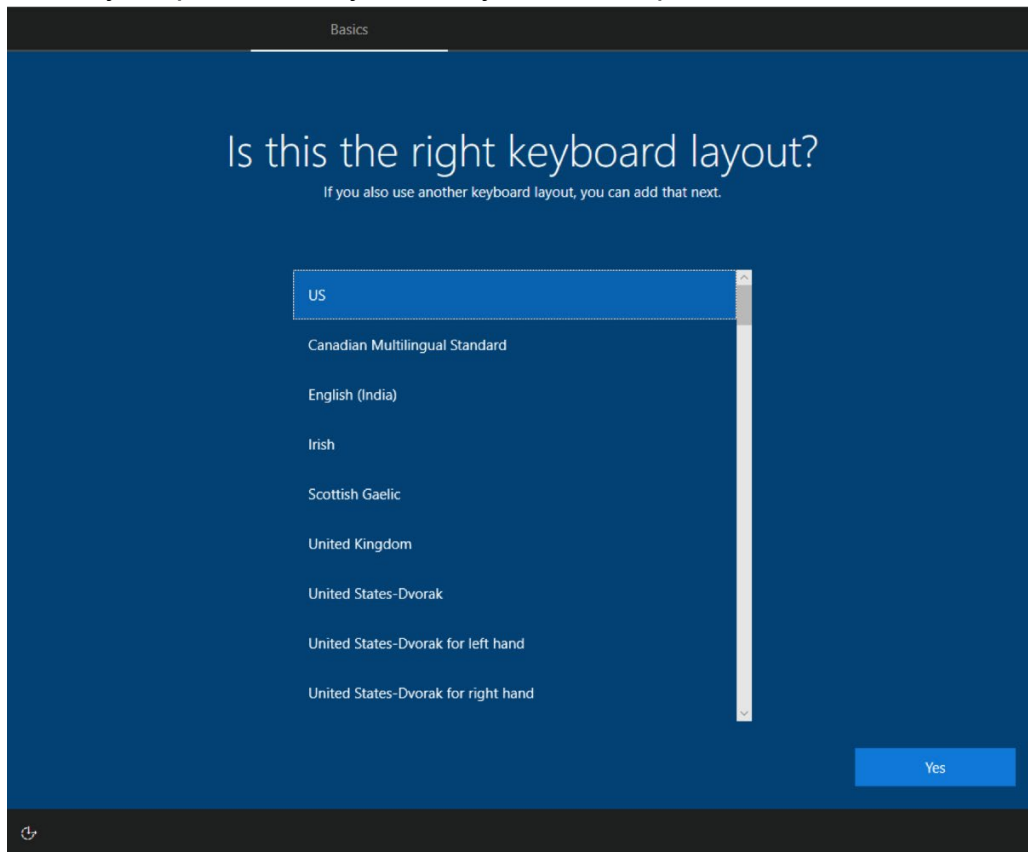 Basics
Is this the right keyboard layout?
If you also use another keyboard layout, you can add that next.
US
Canadian Multilingual Standard
English (India)
Irish
Scottish Gaelic
United Kingdom
United States-Dvorak
United States-Dvorak for left hand
United States-Dvorak for right hand
Yes